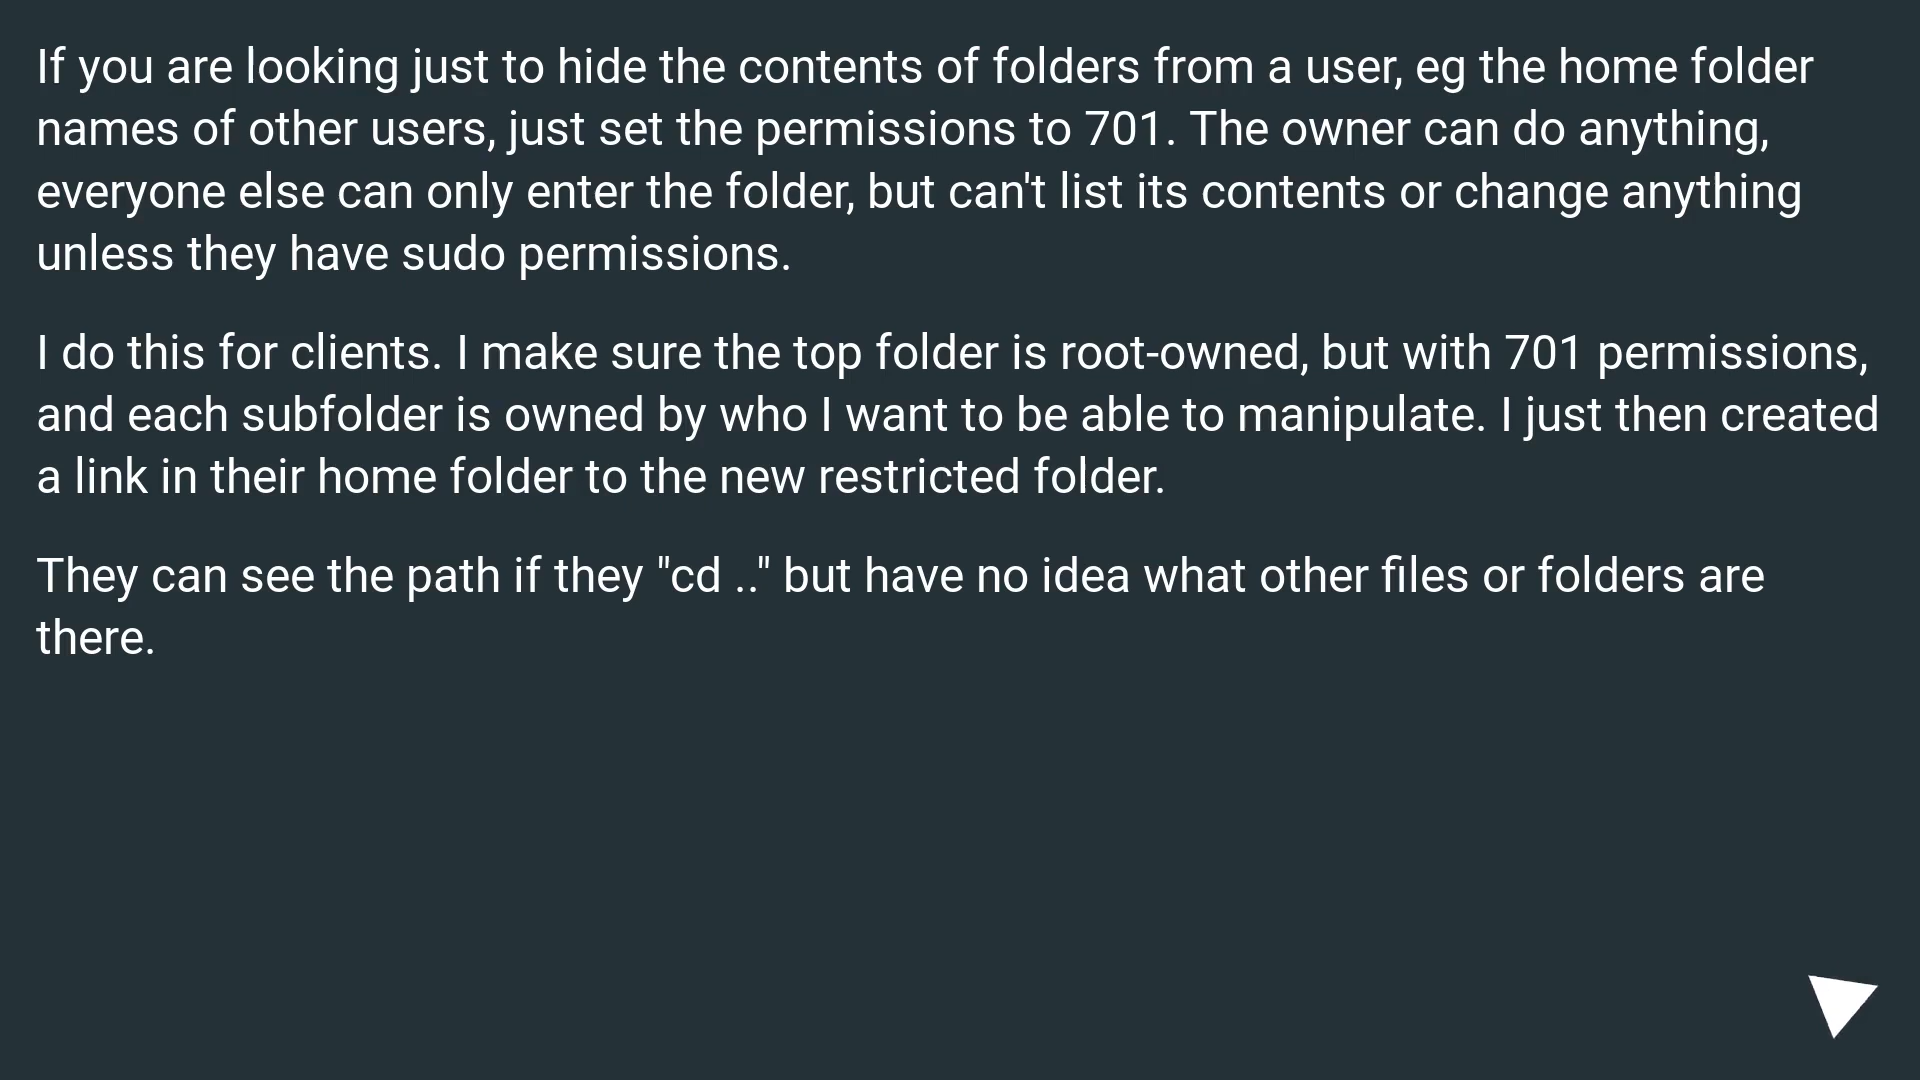 If you are looking just to hide the contents of folders from a user, eg the home folder
names of other users, just set the permissions to 701. The owner can do anything,
everyone else can only enter the folder, but can't list its contents or change anything
unless they have sudo permissions.
I do this for clients. I make sure the top folder is root-owned, but with 701 permissions,
and each subfolder is owned by who I want to be able to manipulate. I just then created
a link in their home folder to the new restricted folder.
They can see the path if they "cd .." but have no idea what other files or folders are
there.